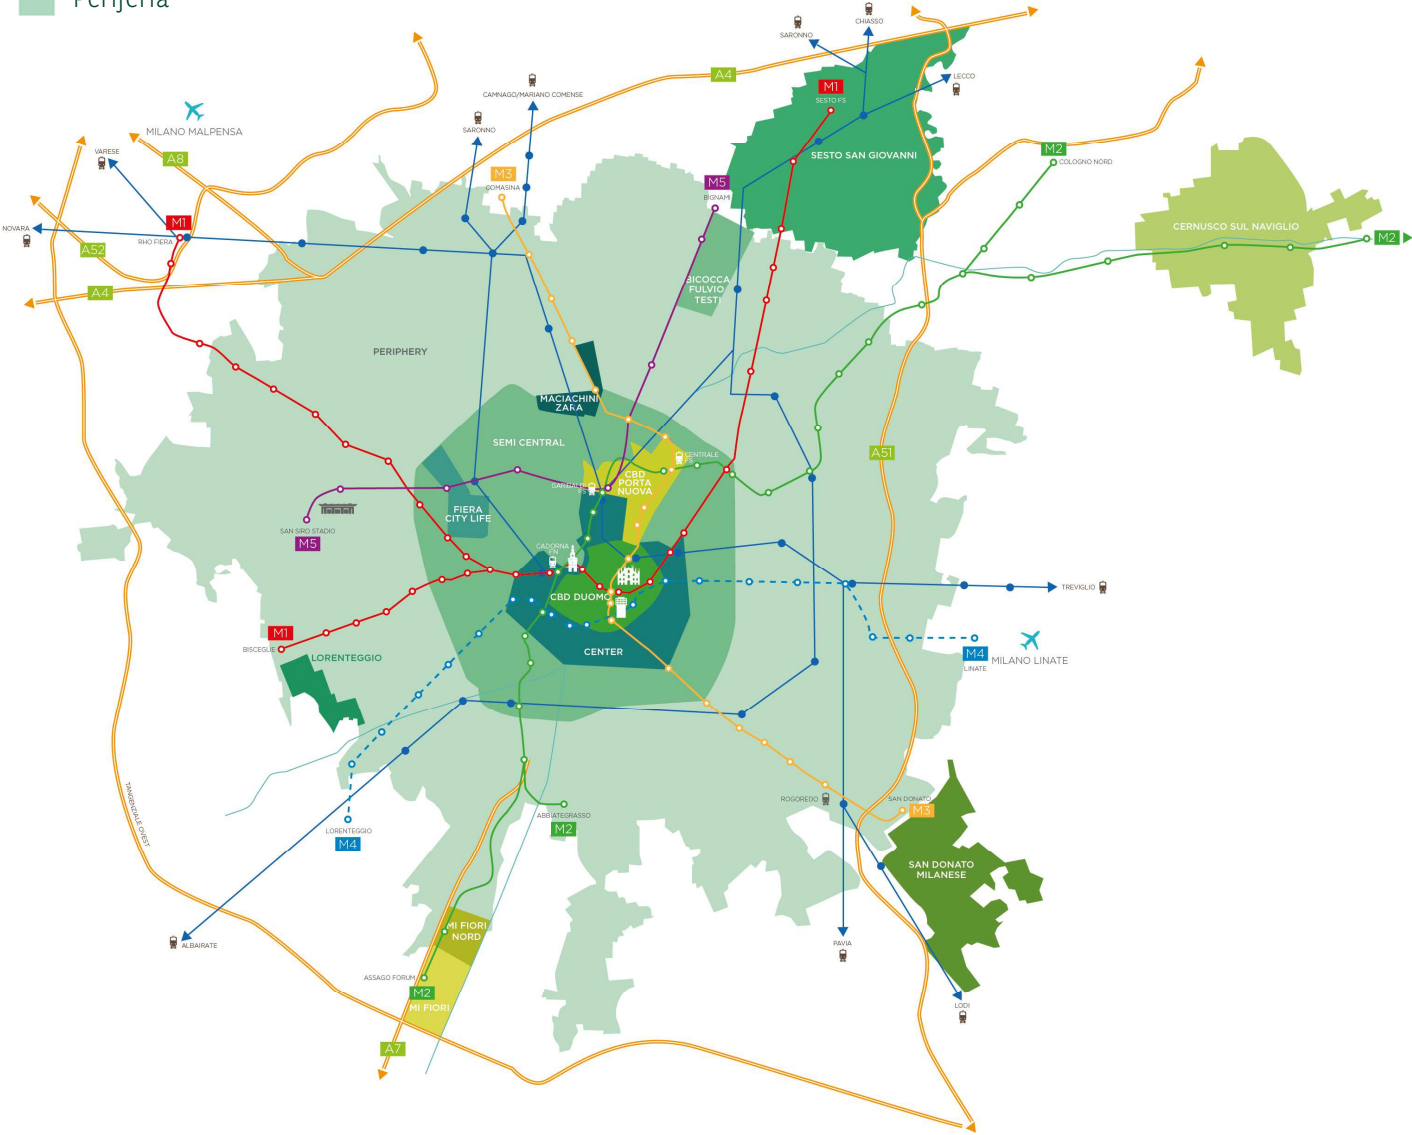 Periferia
CHIASSO
SARONNO
A4
LECCO
M1
SESTO FS
CAMNAGO/MARIANO COMENSE
SARONNO
MILANO MALPENSA
VARESE
A8
SESTO SAN GIOVANNI
M2
COLOGNO NORD
M3
COMASINA
M5
BIGNAMI
M1
NOVARA
RHO FIERA
A52
CERNUSCO SUL NAVIGLIO
M2
A4
BICOCCA
FULVIO
TESTI
PERIPHERY
MACIACHINI
ZARA
SEMI CENTRAL
A51
CENTRALE
FS
CBD
PORTA
NUOVA
GARIBALDI
FS
FIERA
CITY LIFE
SAN SIRO STADIO
M5
CADORNA
FN
TREVIGLIO
CBD DUOMO
M1
BISCEGLIE
LORENTEGGIO
CENTER
M4
LINATE
MILANO LINATE
TANGENZIALE OVEST
ROGOREDO
SAN DONATO
M3
LORENTEGGIO
M4
ABBIATEGRASSO
M2
SAN DONATO
MILANESE
MI FIORI
NORD
ALBAIRATE
PAVIA
ASSAGO FORUM
M2
MI FIORI
LODI
A7